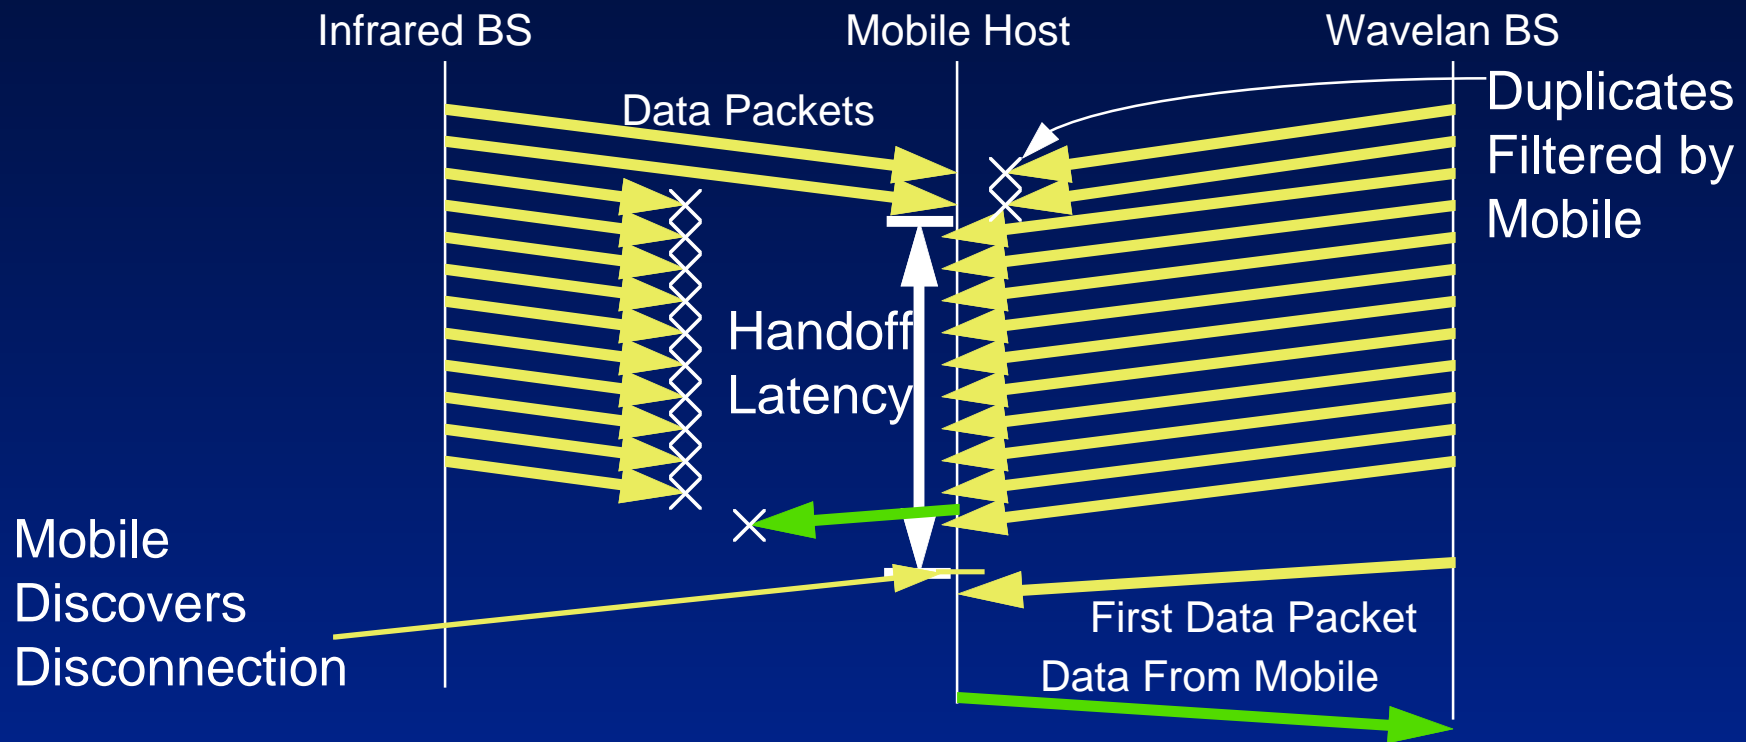 Infrared BS
Mobile Host
Wavelan BS
Data Packets
Duplicates
Filtered by
Mobile
Handoff
Latency
Mobile
Discovers
Disconnection
First Data Packet
Data From Mobile